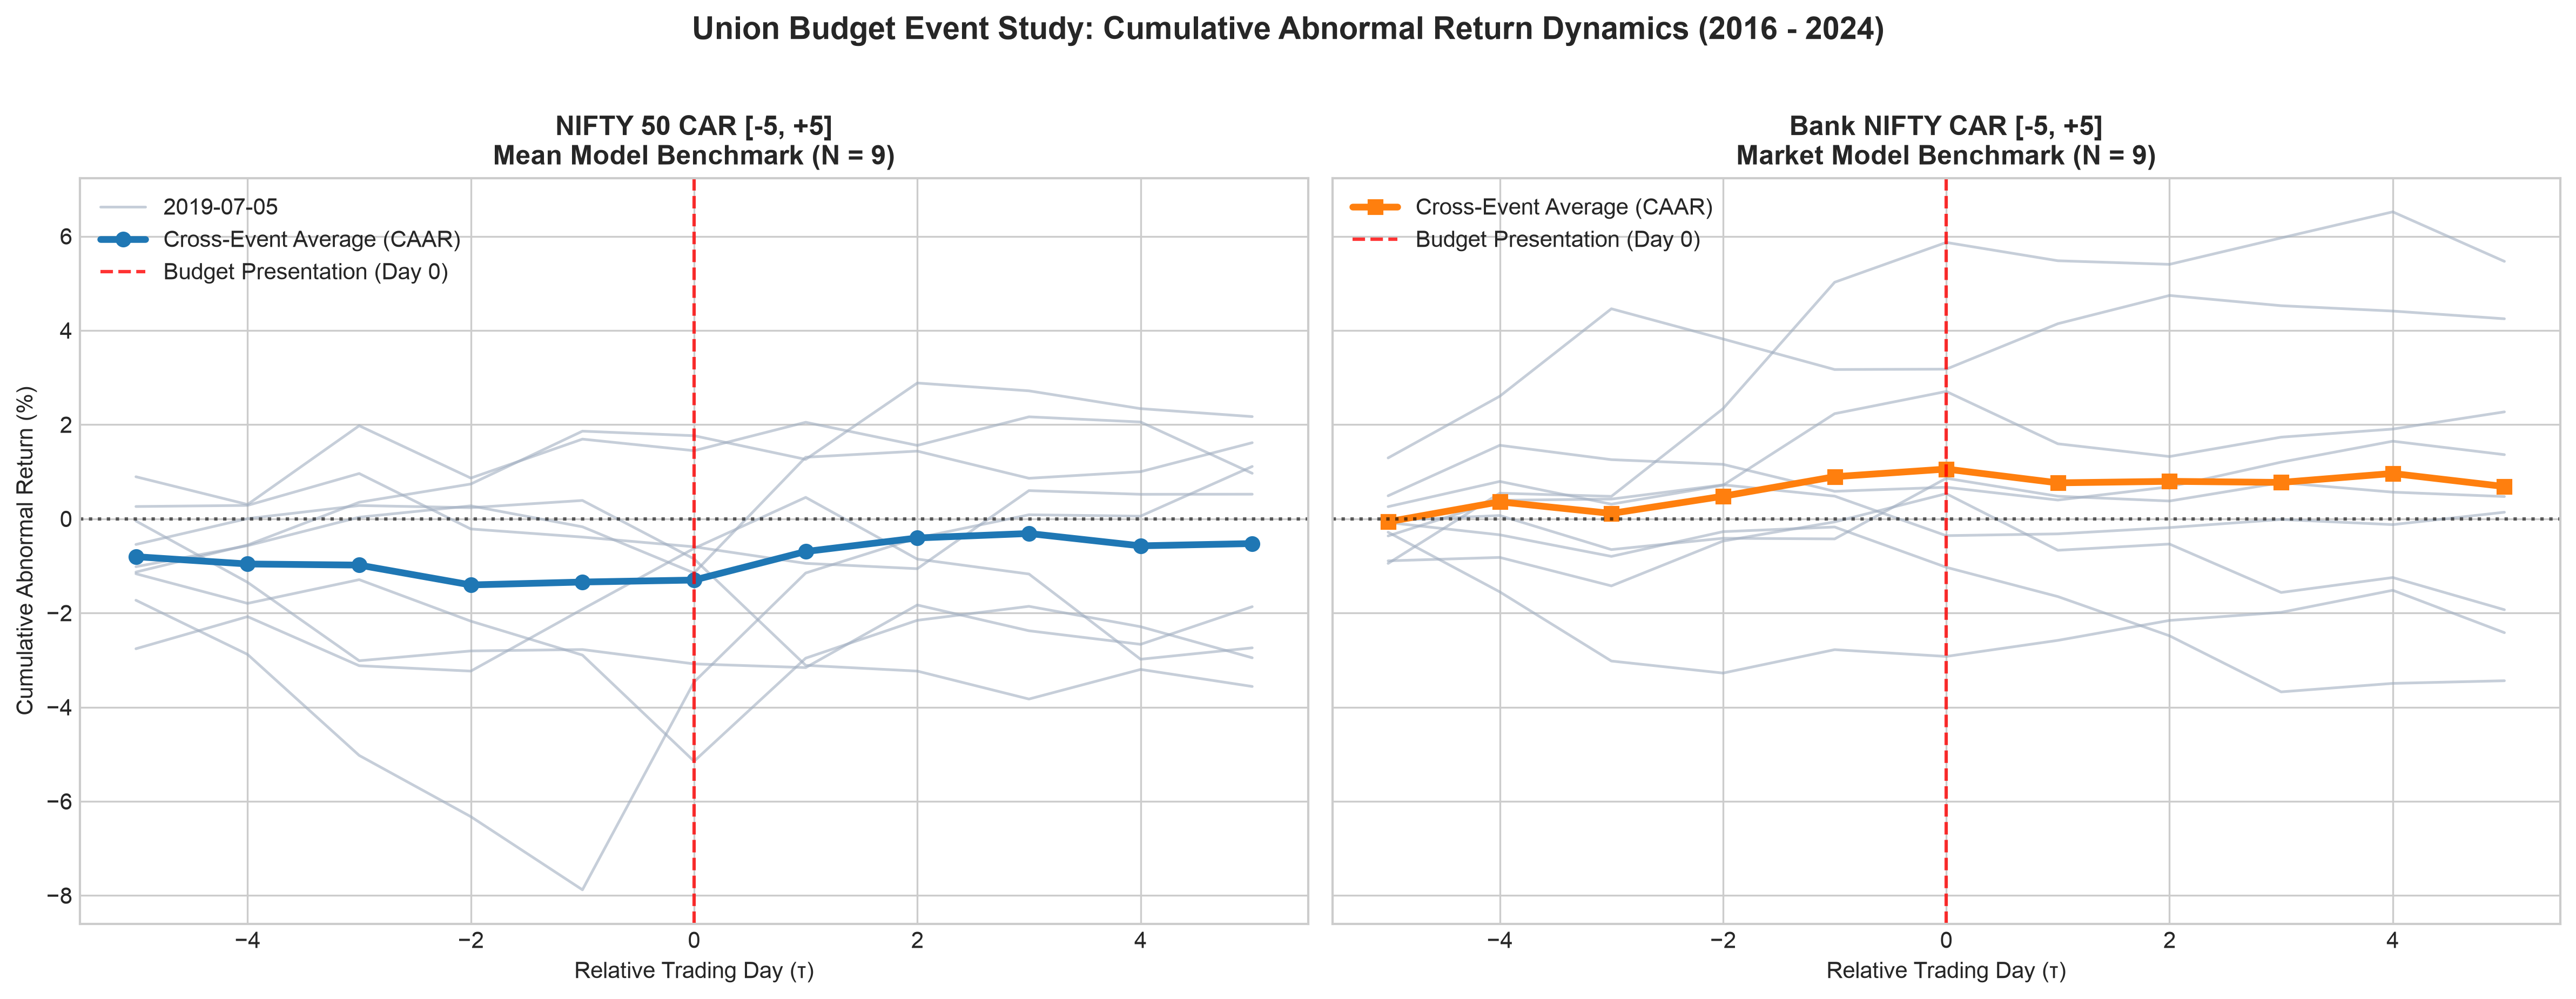 Union Budget Event Study: Cumulative Abnormal Return Dynamics (2016 - 2024)
NIFTY 50 CAR [-5, +5]
Mean Model Benchmark (N = 9)
2019-07-05
Cross-Event Average (CAAR)
Budget Presentation (Day 0)
Cumulative Abnormal Return (%)
6
4
2
0
−2
−4
−6
−8
−4
−2
0
2
4
Relative Trading Day (τ)
Bank NIFTY CAR [-5, +5]
Market Model Benchmark (N = 9)
Cross-Event Average (CAAR)
Budget Presentation (Day 0)
−4
−2
0
2
4
Relative Trading Day (τ)